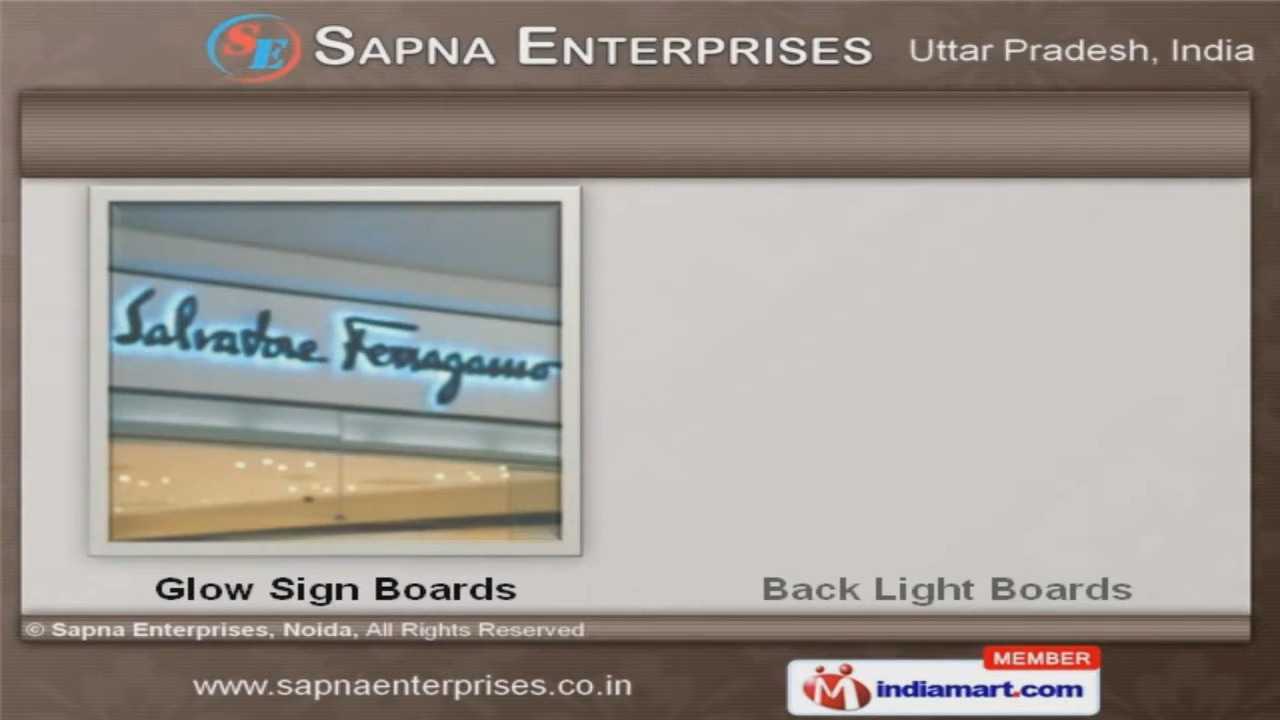 SE SAPNA ENTERPRISES Uttar Pradesh, India
Salvatore Ferragamo
Glow Sign Boards
Back Light Boards
© Sapna Enterprises, Noida, All Rights Reserved
MEMBER
www.sapnaenterprises.co.in
indiamart.com